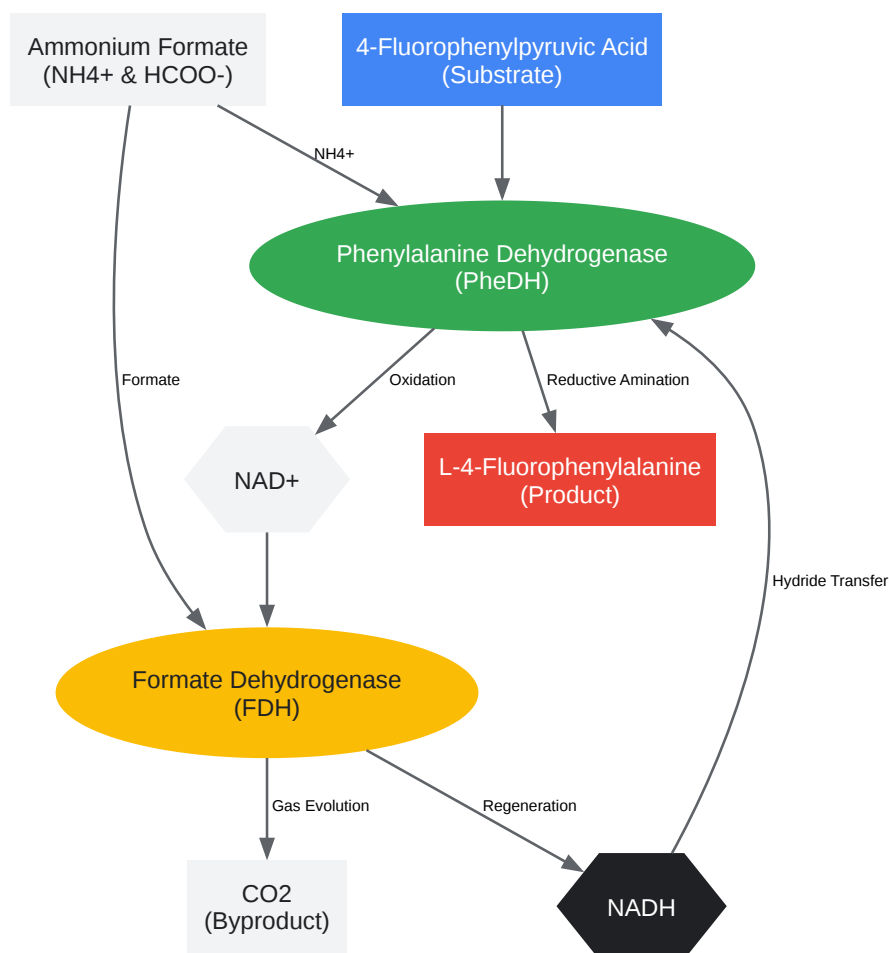 Ammonium Formate
(NH4+ & HCOO-)
4-Fluorophenylpyruvic Acid
(Substrate)
NH4+
Phenylalanine Dehydrogenase
(PheDH)
Formate
Oxidation
Reductive Amination
NAD+
L-4-Fluorophenylalanine
(Product)
Hydride Transfer
Formate Dehydrogenase
(FDH)
Gas Evolution
Regeneration
CO2
(Byproduct)
NADH